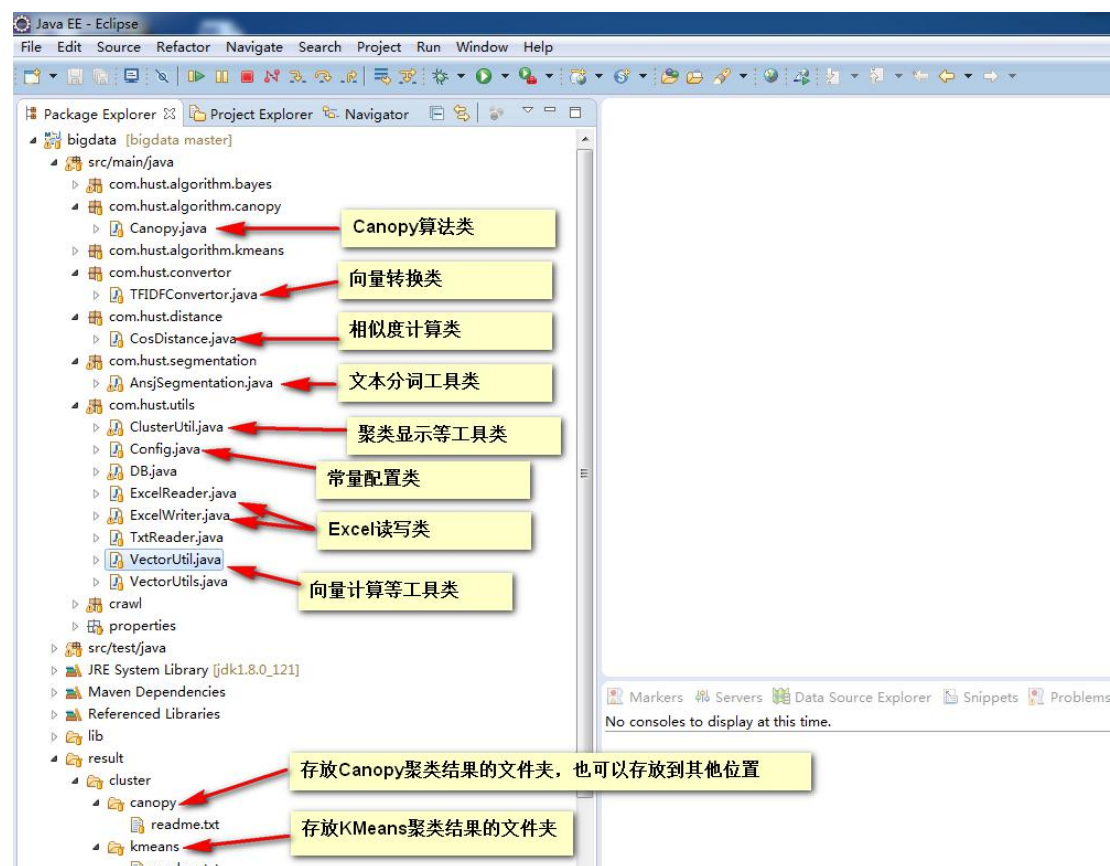 Java EE - Eclipse
File Edit Source Refactor Navigate Search Project Run Window Help
Package Explorer Project Explorer Navigator
bigdata [bigdata master]
src/main/java
com.hust.algorithm.bayes
com.hust.algorithm.canopy
Canopy.java
Canopy算法类
com.hust.algorithm.kmeans
com.hust.convertor
向量转换类
TFIDFConvertor.java
com.hust.distance
相似度计算类
CosDistance.java
com.hust.segmentation
AnsjSegmentation.java
文本分词工具类
com.hust.utils
ClusterUtil.java
聚类显示等工具类
Config.java
DB.java
常量配置类
ExcelReader.java
ExcelWriter.java
Excel读写类
TxtReader.java
VectorUtil.java
VectorUtils.java
向量计算等工具类
crawl
properties
src/test/java
JRE System Library [jdk1.8.0_121]
Maven Dependencies
Markers Servers Data Source Explorer Snippets Problems
Referenced Libraries
No consoles to display at this time.
lib
result
存放Canopy聚类结果的文件夹，也可以存放到其他位置
cluster
canopy
readme.txt
存放KMeans聚类结果的文件夹
kmeans